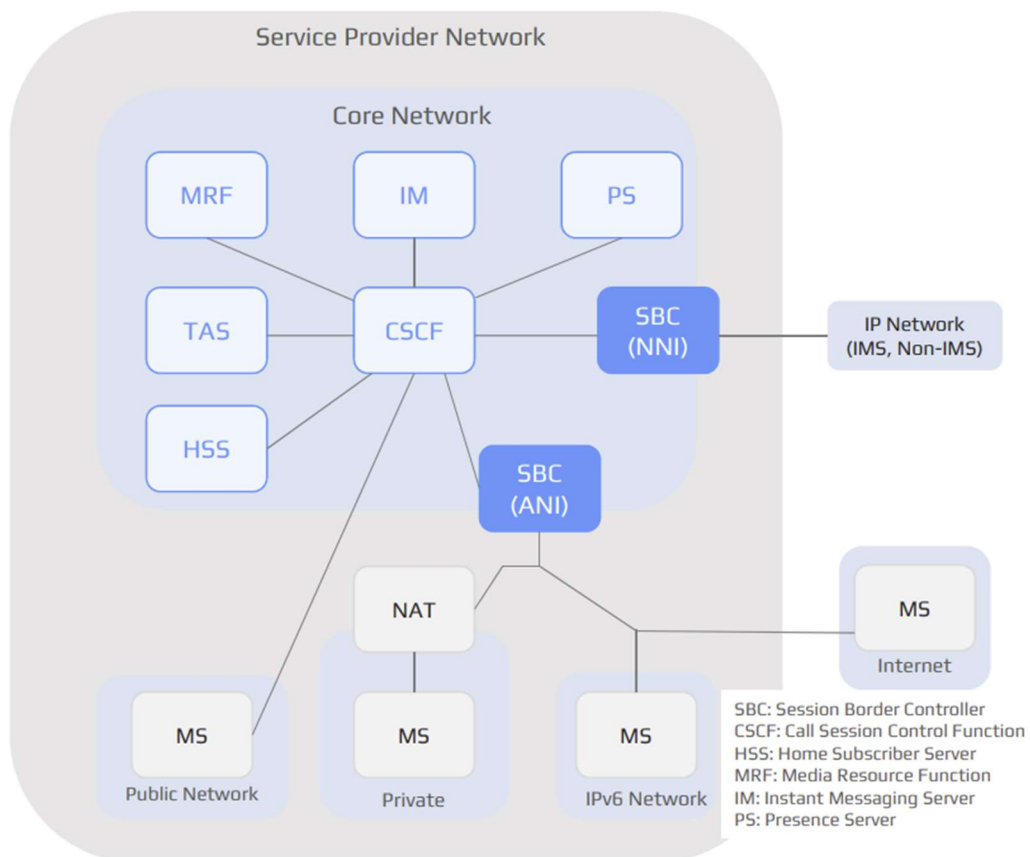 Service Provider Network
Core Network
MRF
IM
PS
TAS
CSCF
SBC
(NNI)
IP Network
(IMS, Non-IMS)
HSS
SBC
(ANI)
NAT
MS
Internet
MS
Public Network
MS
Private
MS
IPv6 Network
SBC: Session Border Controller
CSCF: Call Session Control Function
HSS: Home Subscriber Server
MRF: Media Resource Function
IM: Instant Messaging Server
PS: Presence Server